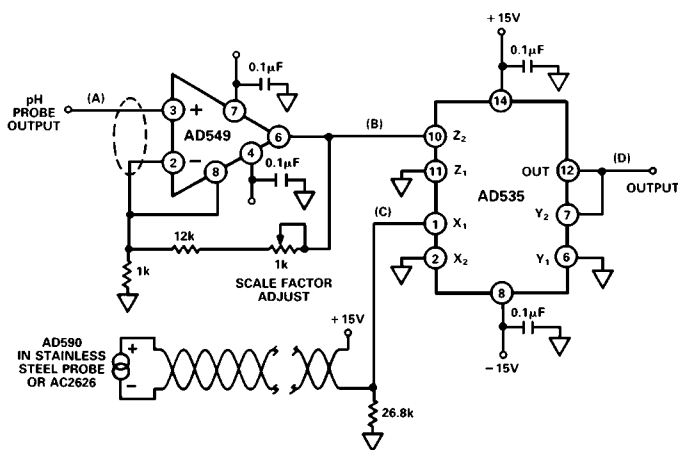 +15V
0.1µF
0.1µF
pH
PROBE
OUTPUT
(A)
3
+
7
14
AD549
6
(B)
10
Z2
2
−
4
0.1µF
8
11
Z1
OUT
12
(D)
OUTPUT
AD535
Y2
7
(C)
1
X1
12k
1k
2
X2
Y1
6
1k
SCALE FACTOR
ADJUST
8
0.1µF
+15V
AD590
IN STAINLESS
STEEL PROBE
OR AC2626
+
−
−15V
26.8k